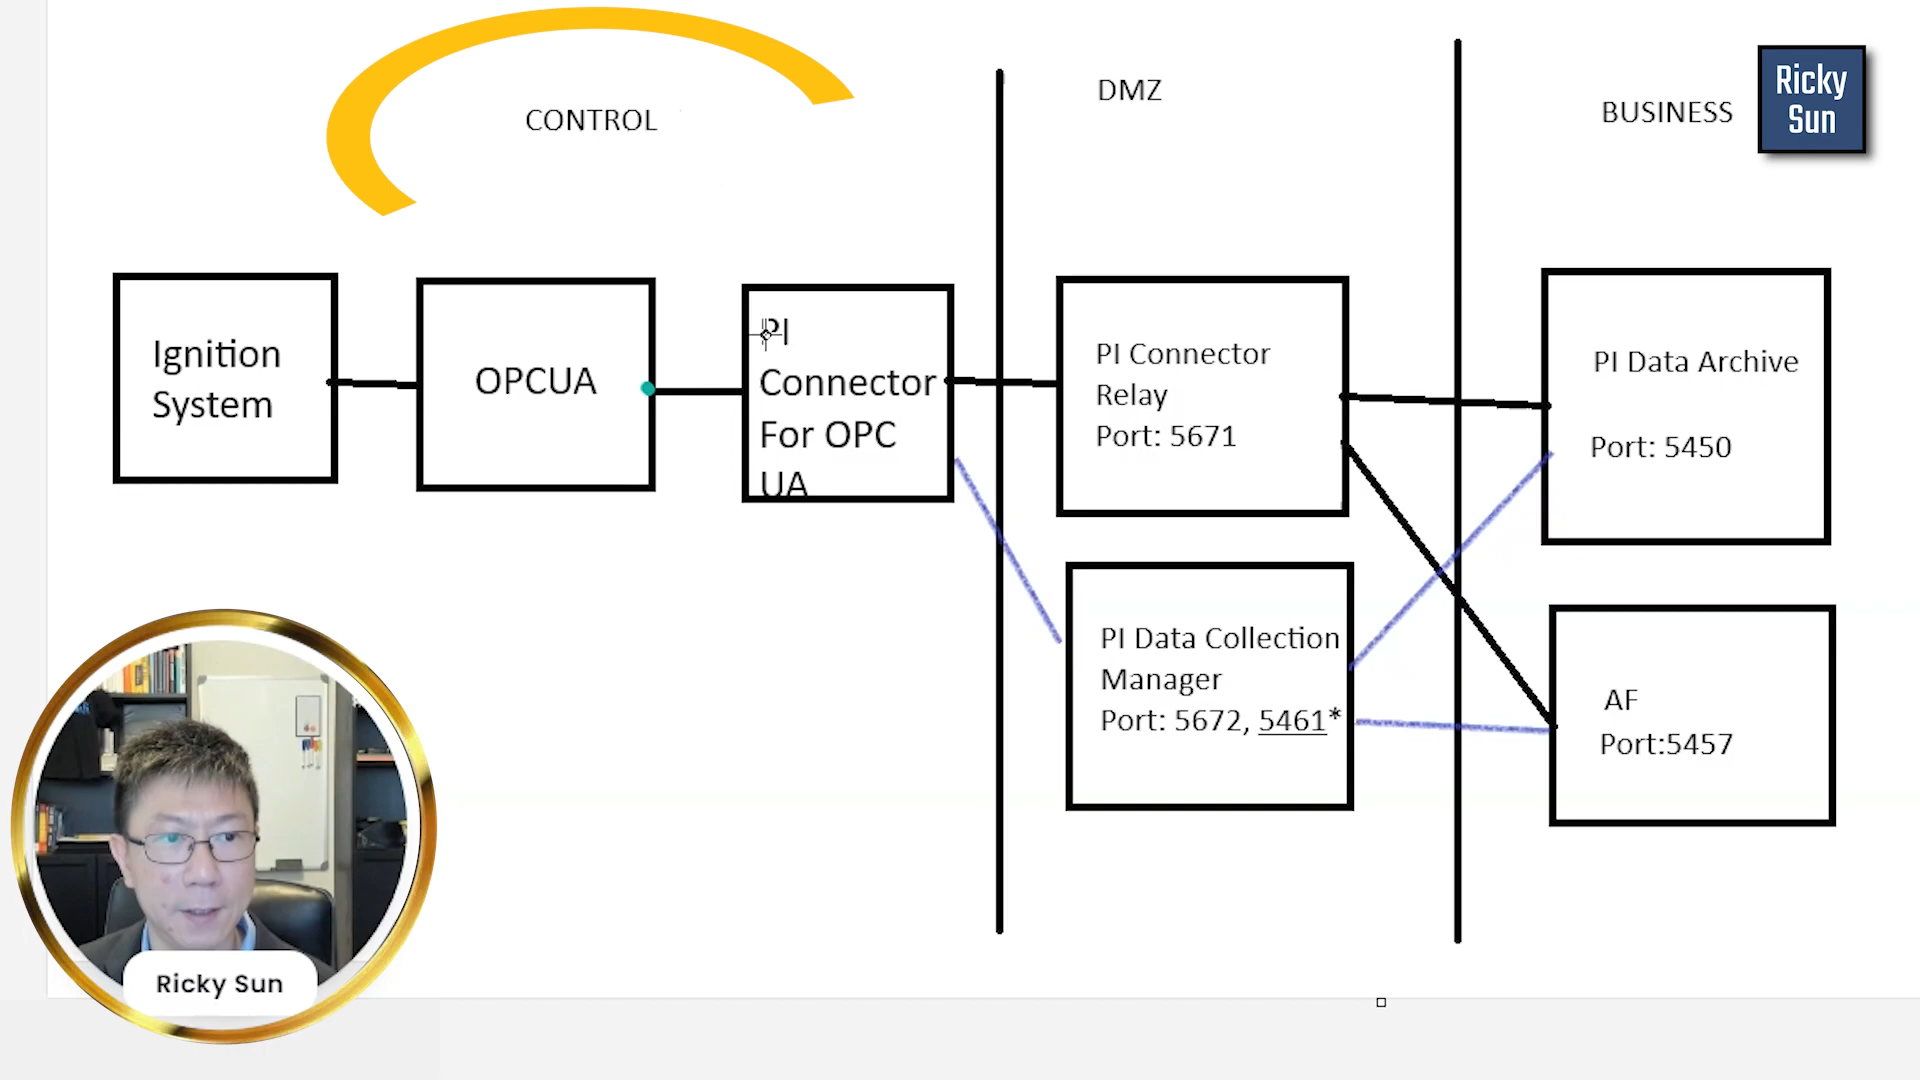 CONTROL
DMZ
BUSINESS
Ricky
Sun
Ignition
System
OPCUA
PI
Connector
For OPC
UA
PI Connector
Relay
Port: 5671
PI Data Archive
Port: 5450
PI Data Collection
Manager
Port: 5672, 5461*
AF
Port:5457
Ricky Sun